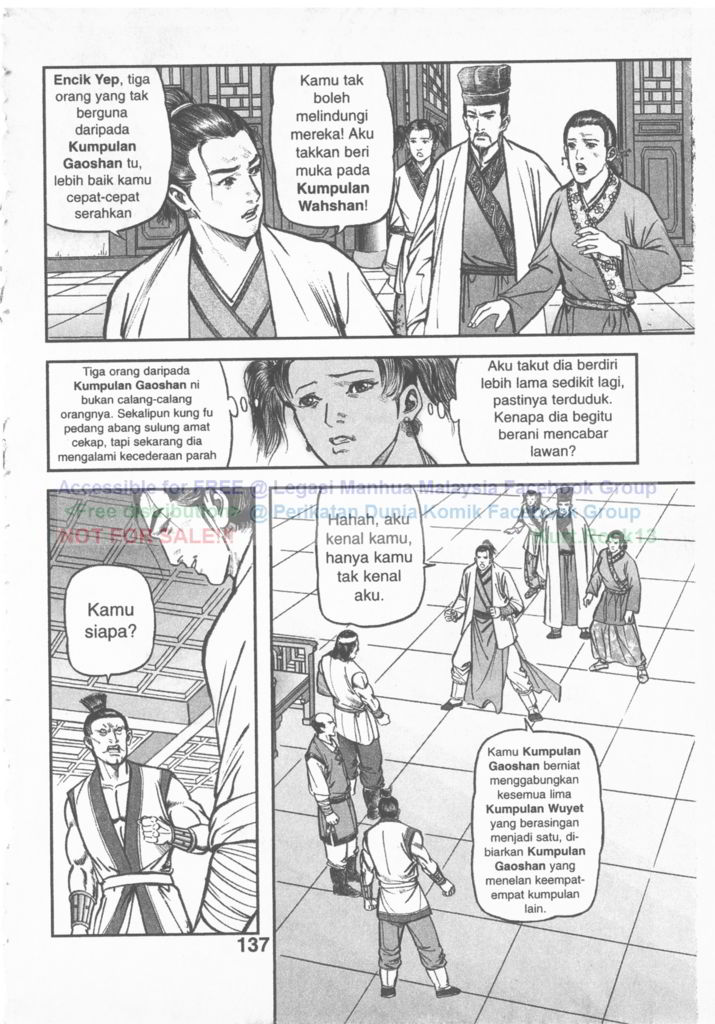 Encik Yep, tiga
orang yang tak
berguna
daripada
Kumpulan
Gaoshan tu,
lebih baik kamu
cepat-cepat
serahkan
Kamu tak
boleh
melindungi
mereka! Aku
takkan beri
muka pada
Kumpulan
Wahshan!
Tiga orang daripada
Kumpulan Gaoshan ni
bukan calang-calang
orangnya. Sekalipun kung fu
pedang abang sulung amat
cekap, tapi sekarang dia
mengalami kecederaan parah
Aku takut dia berdiri
lebih lama sedikit lagi,
pastinya terduduk.
Kenapa dia begitu
berani mencabar
lawan?
Accessible for FREE @ Legasi Manhua Malaysia Facebook Group
<Free distributions @ Perikatan Dunia Komik Facebook Group
NOT FOR SALE!!
Kamu
siapa?
Hahah, aku
kenal kamu,
hanya kamu
tak kenal
aku.
Kamu Kumpulan
Gaoshan berniat
menggabungkan
kesemua lima
Kumpulan Wuyet
yang berasingan
menjadi satu, di-
biarkan Kumpulan
Gaoshan yang
menelan keempat-
empat kumpulan
lain.
137